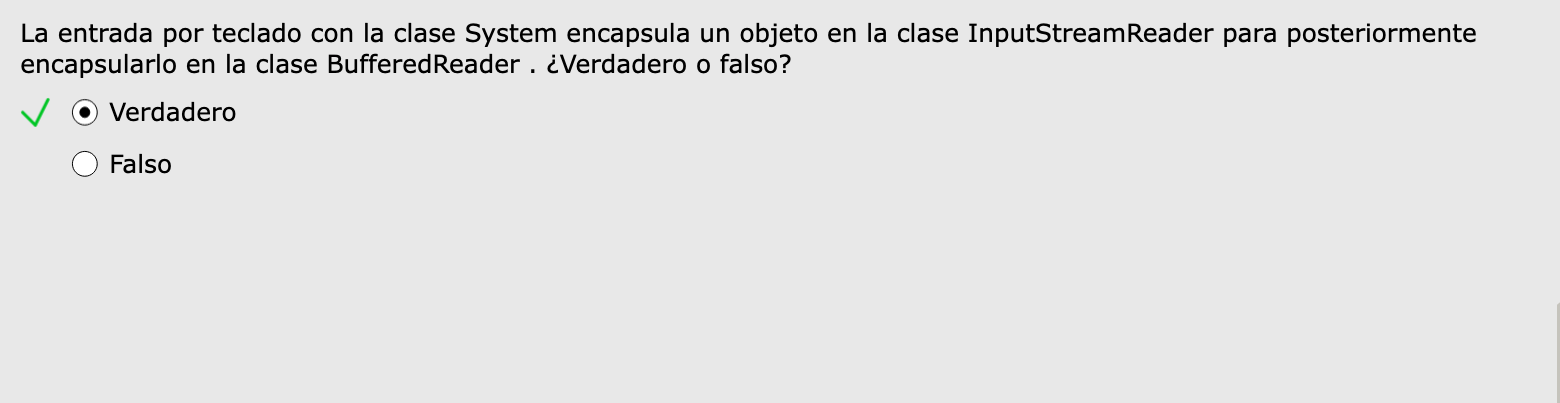 La entrada por teclado con la clase System encapsula un objeto en la clase InputStreamReader para posteriormente
encapsularlo en la clase BufferedReader . ¿Verdadero o falso?
Verdadero
Falso